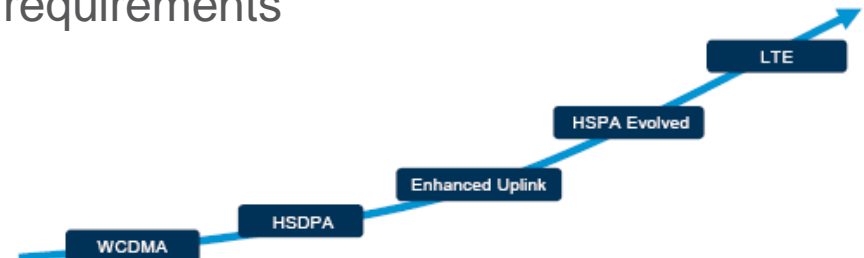 requirements
LTE
HSPA Evolved
Enhanced Uplink
HSDPA
WCDMA